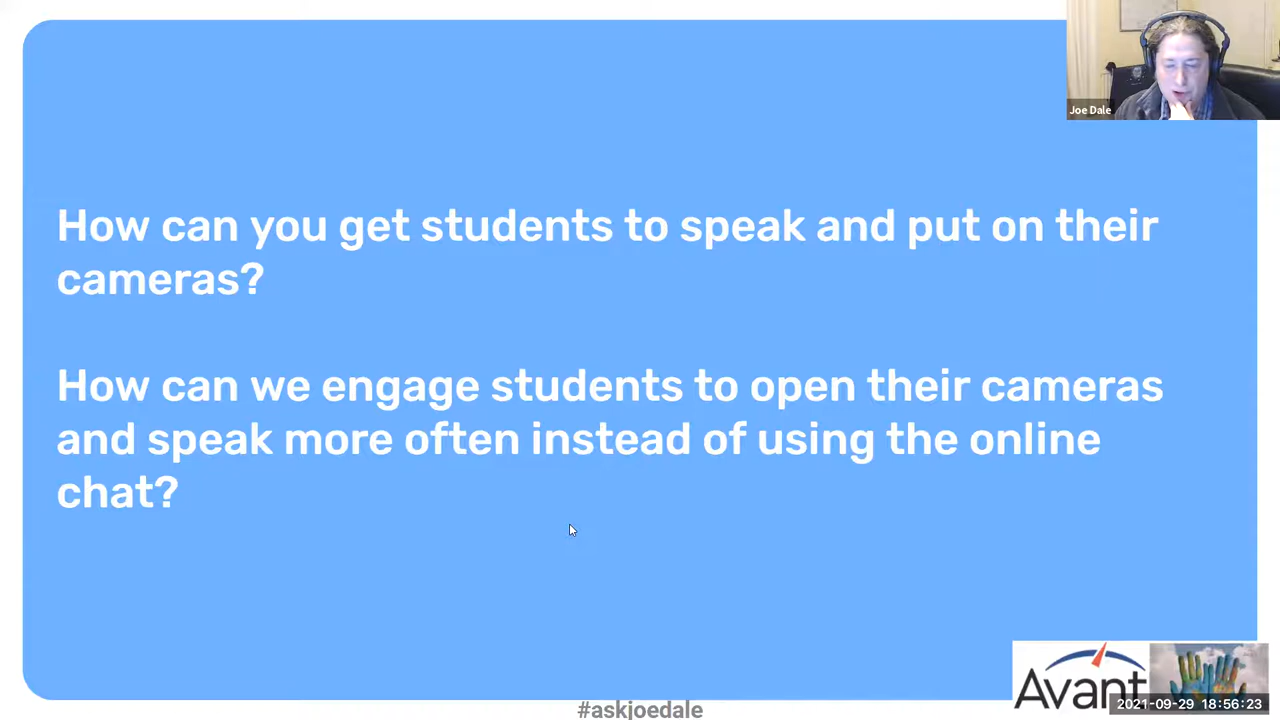 Joe Dale
How can you get students to speak and put on their
cameras?
How can we engage students to open their cameras
and speak more often instead of using the online
chat?
Avant
2021-09-29 18:56:23
#askjoedale